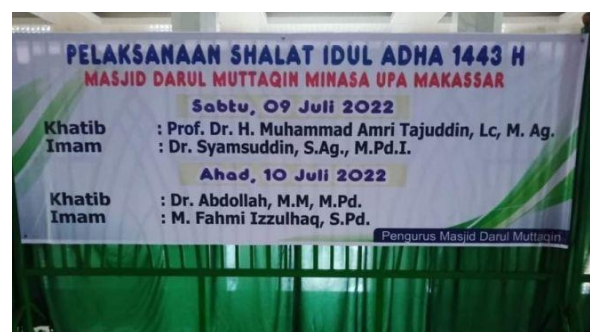 PELAKSANAAN SHALAT IDUL ADHA 1443 H
MASJID DARUL MUTTAQIN MINASA UPA MAKASSAR
Sabtu, 09 Juli 2022
Khatib : Prof. Dr. H. Muhammad Amri Tajuddin, Lc, M. Ag.
Imam : Dr. Syamsuddin, S.Ag., M.Pd.I.
Ahad, 10 Juli 2022
Khatib : Dr. Abdollah, M.M, M.Pd.
Imam : M. Fahmi Izzulhaq, S.Pd.
Pengurus Masjid Darul Muttaqin